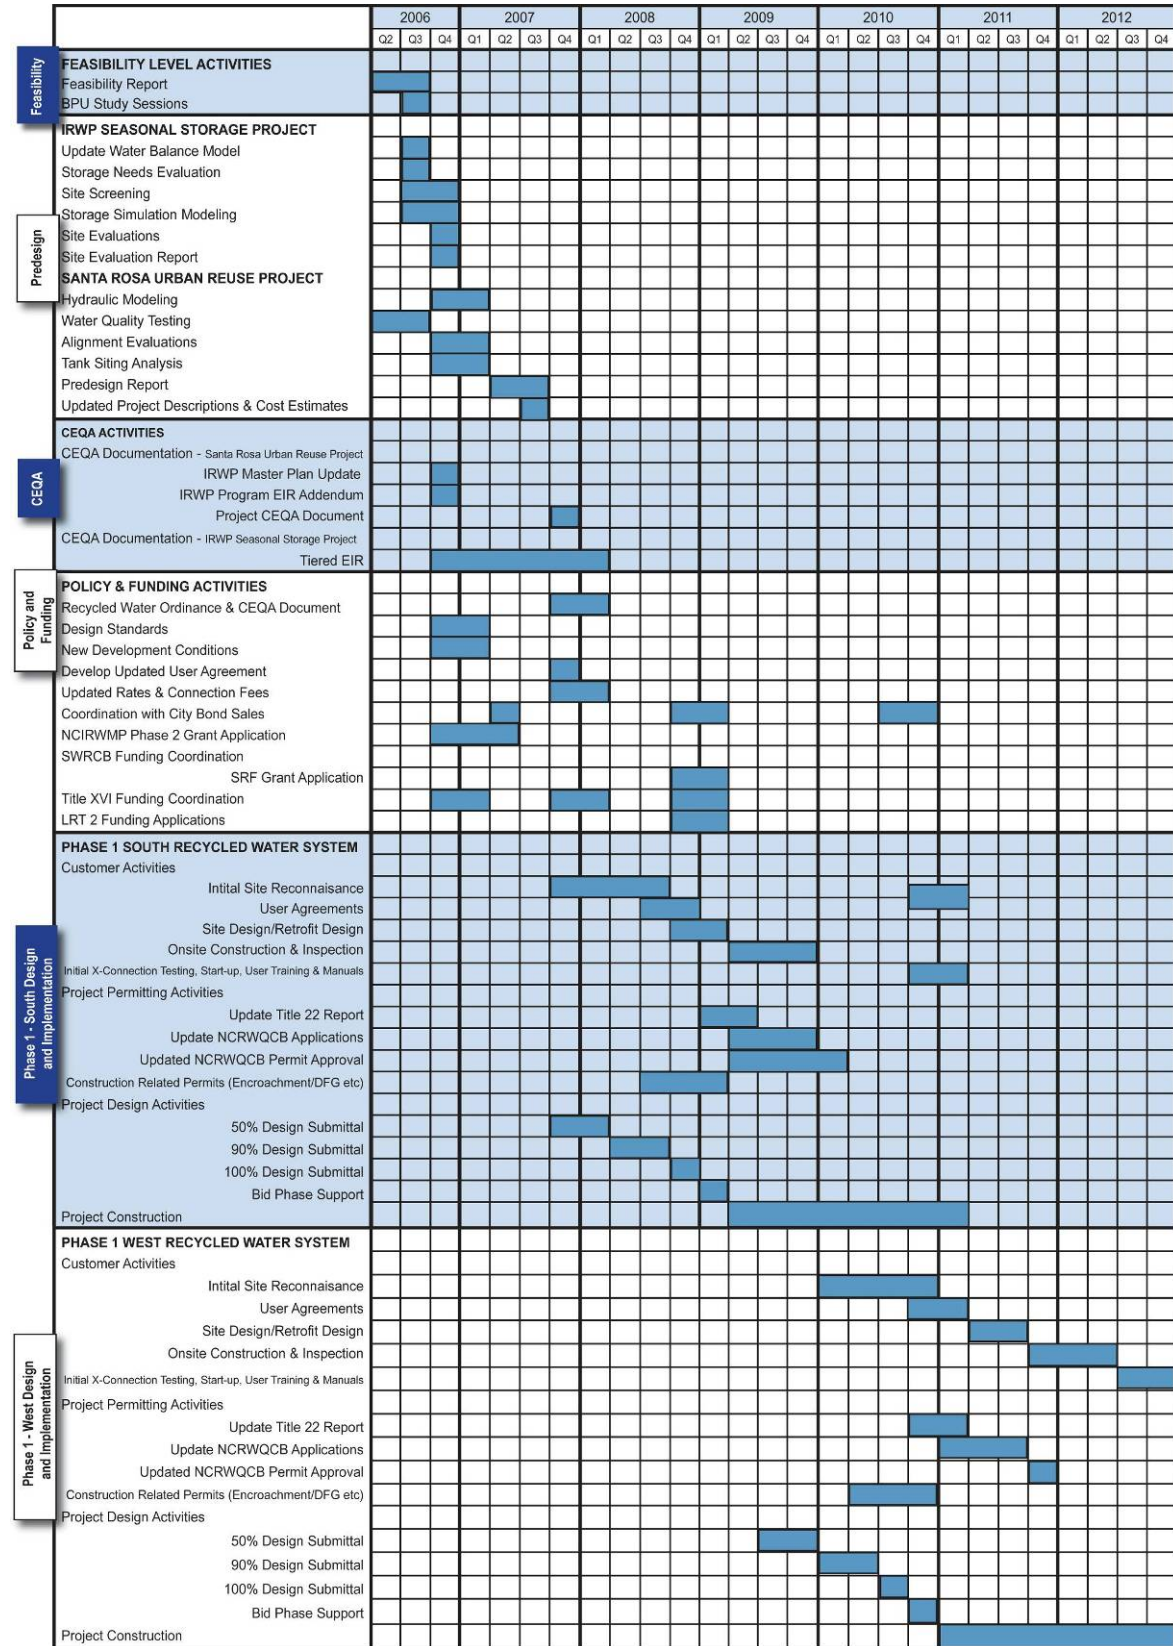 2006 2007 2008 2009 2010 2011 2012
Q2 Q3 Q4 Q1 Q2 Q3 Q4 Q1 Q2 Q3 Q4 Q1 Q2 Q3 Q4 Q1 Q2 Q3 Q4 Q1 Q2 Q3 Q4 Q1 Q2 Q3 Q4
Feasibility
FEASIBILITY LEVEL ACTIVITIES
Feasibility Report
BPU Study Sessions
Predesign
IRWP SEASONAL STORAGE PROJECT
Update Water Balance Model
Storage Needs Evaluation
Site Screening
Storage Simulation Modeling
Site Evaluations
Site Evaluation Report
SANTA ROSA URBAN REUSE PROJECT
Hydraulic Modeling
Water Quality Testing
Alignment Evaluations
Tank Siting Analysis
Predesign Report
Updated Project Descriptions & Cost Estimates
CEQA
CEQA ACTIVITIES
CEQA Documentation - Santa Rosa Urban Reuse Project
IRWP Master Plan Update
IRWP Program EIR Addendum
Project CEQA Document
CEQA Documentation - IRWP Seasonal Storage Project
Tiered EIR
Policy and
Funding
POLICY & FUNDING ACTIVITIES
Recycled Water Ordinance & CEQA Document
Design Standards
New Development Conditions
Develop Updated User Agreement
Updated Rates & Connection Fees
Coordination with City Bond Sales
NCIRWMP Phase 2 Grant Application
SWRCB Funding Coordination
SRF Grant Application
Title XVI Funding Coordination
LRT 2 Funding Applications
Phase 1 - South Design
and Implementation
PHASE 1 SOUTH RECYCLED WATER SYSTEM
Customer Activities
Intital Site Reconnaisance
User Agreements
Site Design/Retrofit Design
Onsite Construction & Inspection
Initial X-Connection Testing, Start-up, User Training & Manuals
Project Permitting Activities
Update Title 22 Report
Update NCRWQCB Applications
Updated NCRWQCB Permit Approval
Construction Related Permits (Encroachment/DFG etc)
Project Design Activities
50% Design Submittal
90% Design Submittal
100% Design Submittal
Bid Phase Support
Project Construction
Phase 1 - West Design
and Implementation
PHASE 1 WEST RECYCLED WATER SYSTEM
Customer Activities
Intital Site Reconnaisance
User Agreements
Site Design/Retrofit Design
Onsite Construction & Inspection
Initial X-Connection Testing, Start-up, User Training & Manuals
Project Permitting Activities
Update Title 22 Report
Update NCRWQCB Applications
Updated NCRWQCB Permit Approval
Construction Related Permits (Encroachment/DFG etc)
Project Design Activities
50% Design Submittal
90% Design Submittal
100% Design Submittal
Bid Phase Support
Project Construction